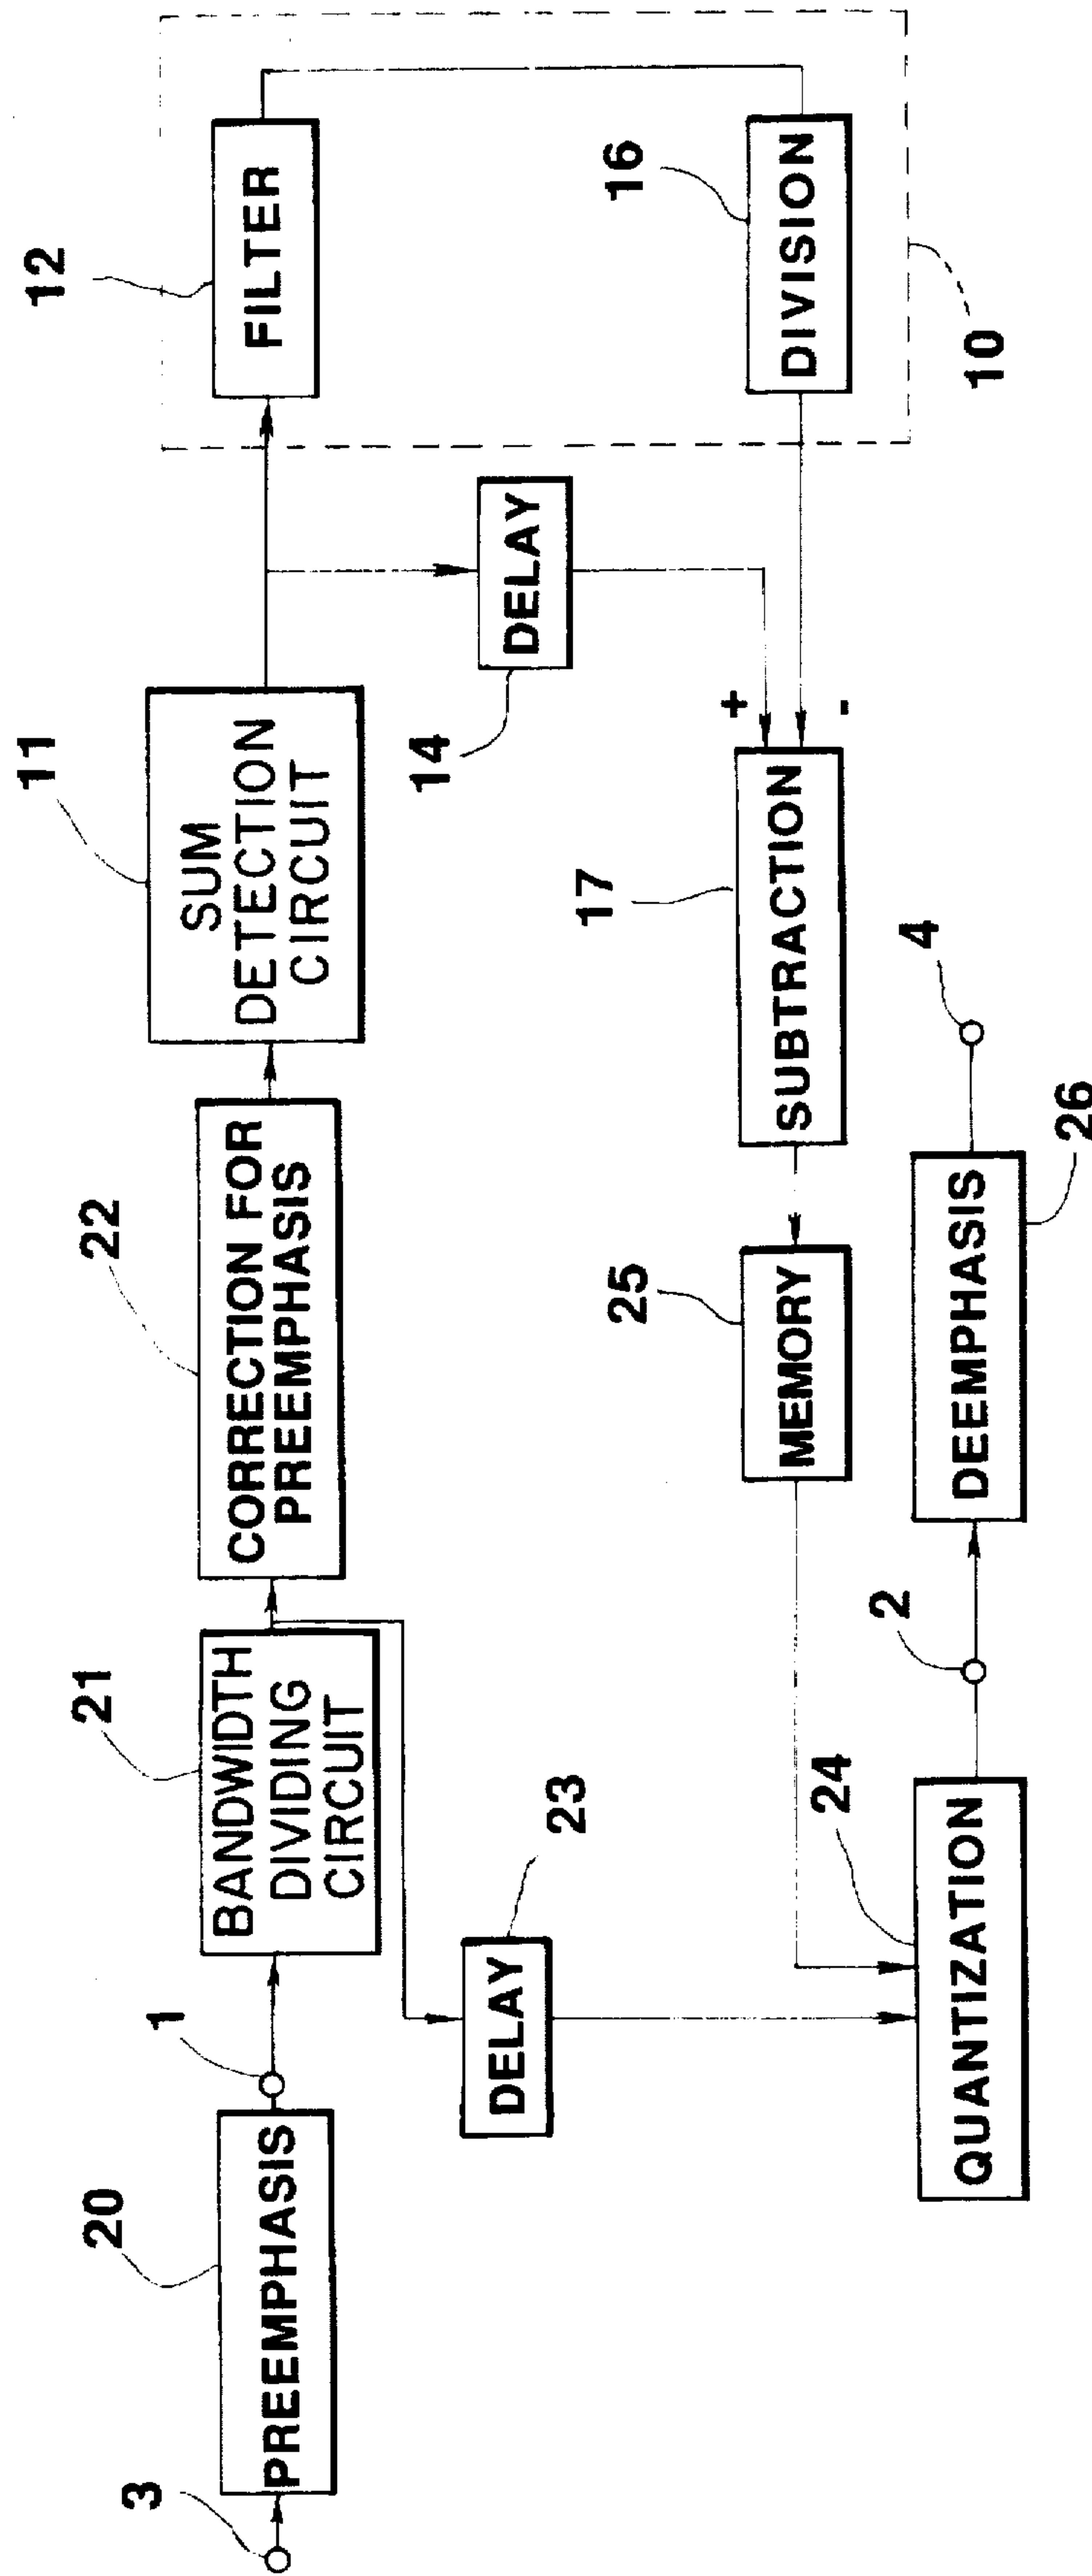 3
20
PREEMPHASIS
1
21
BANDWIDTH
DIVIDING
CIRCUIT
22
CORRECTION FOR
PREEMPHASIS
11
SUM
DETECTION
CIRCUIT
12
FILTER
23
DELAY
14
DELAY
16
DIVISION
10
+
-
17
SUBTRACTION
25
MEMORY
24
QUANTIZATION
2
26
DEEMPHASIS
4